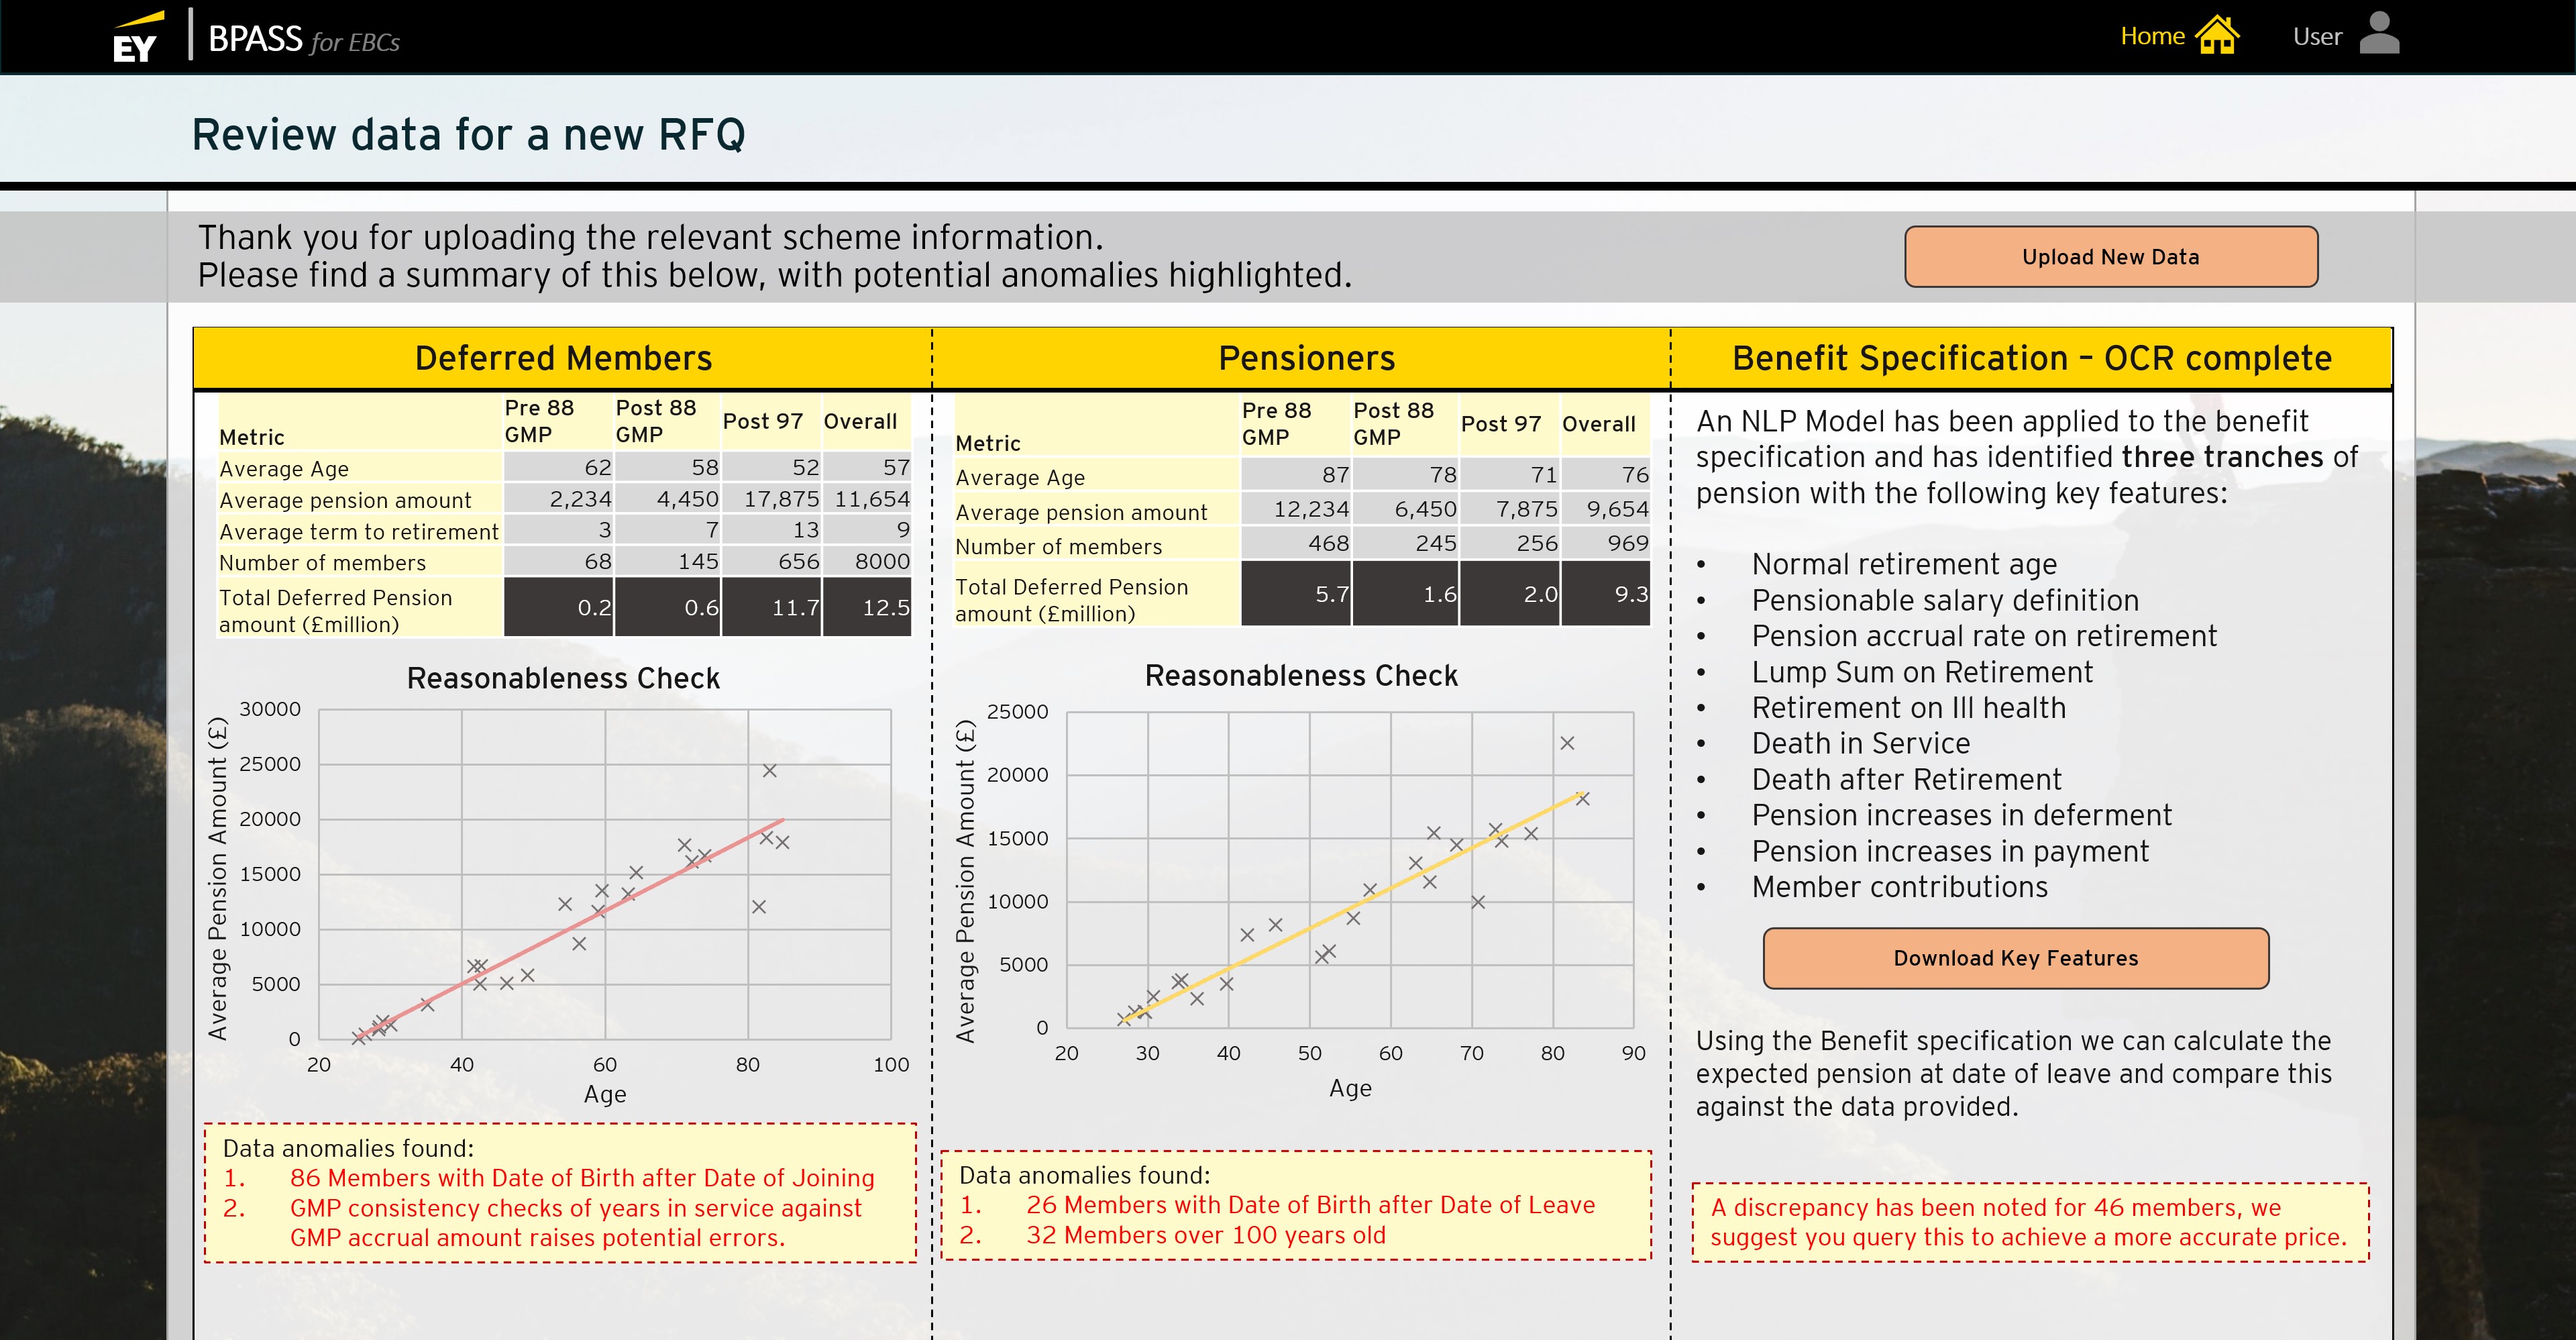 EY
BPASS for EBCs
Home
User
Review data for a new RFQ
Thank you for uploading the relevant scheme information.
Please find a summary of this below, with potential anomalies highlighted.
Upload New Data
Deferred Members
Metric
Pre 88
GMP
Post 88
GMP
Post 97
Overall
Average Age 62 58 52 57
Average pension amount 2,234 4,450 17,875 11,654
Average term to retirement 3 7 13 9
Number of members 68 145 656 8000
Total Deferred Pension
amount (£million) 0.2 0.6 11.7 12.5
Reasonableness Check
Average Pension Amount (£)
30000
25000
20000
15000
10000
5000
0
20 40 60 80 100
Age
Data anomalies found:
1. 86 Members with Date of Birth after Date of Joining
2. GMP consistency checks of years in service against
GMP accrual amount raises potential errors.
Pensioners
Metric
Pre 88
GMP
Post 88
GMP
Post 97
Overall
Average Age 87 78 71 76
Average pension amount 12,234 6,450 7,875 9,654
Number of members 468 245 256 969
Total Deferred Pension
amount (£million) 5.7 1.6 2.0 9.3
Reasonableness Check
Average Pension Amount (£)
25000
20000
15000
10000
5000
0
20 30 40 50 60 70 80 90
Age
Data anomalies found:
1. 26 Members with Date of Birth after Date of Leave
2. 32 Members over 100 years old
Benefit Specification – OCR complete
An NLP Model has been applied to the benefit
specification and has identified three tranches of
pension with the following key features:
• Normal retirement age
• Pensionable salary definition
• Pension accrual rate on retirement
• Lump Sum on Retirement
• Retirement on Ill health
• Death in Service
• Death after Retirement
• Pension increases in deferment
• Pension increases in payment
• Member contributions
Download Key Features
Using the Benefit specification we can calculate the
expected pension at date of leave and compare this
against the data provided.
A discrepancy has been noted for 46 members, we
suggest you query this to achieve a more accurate price.